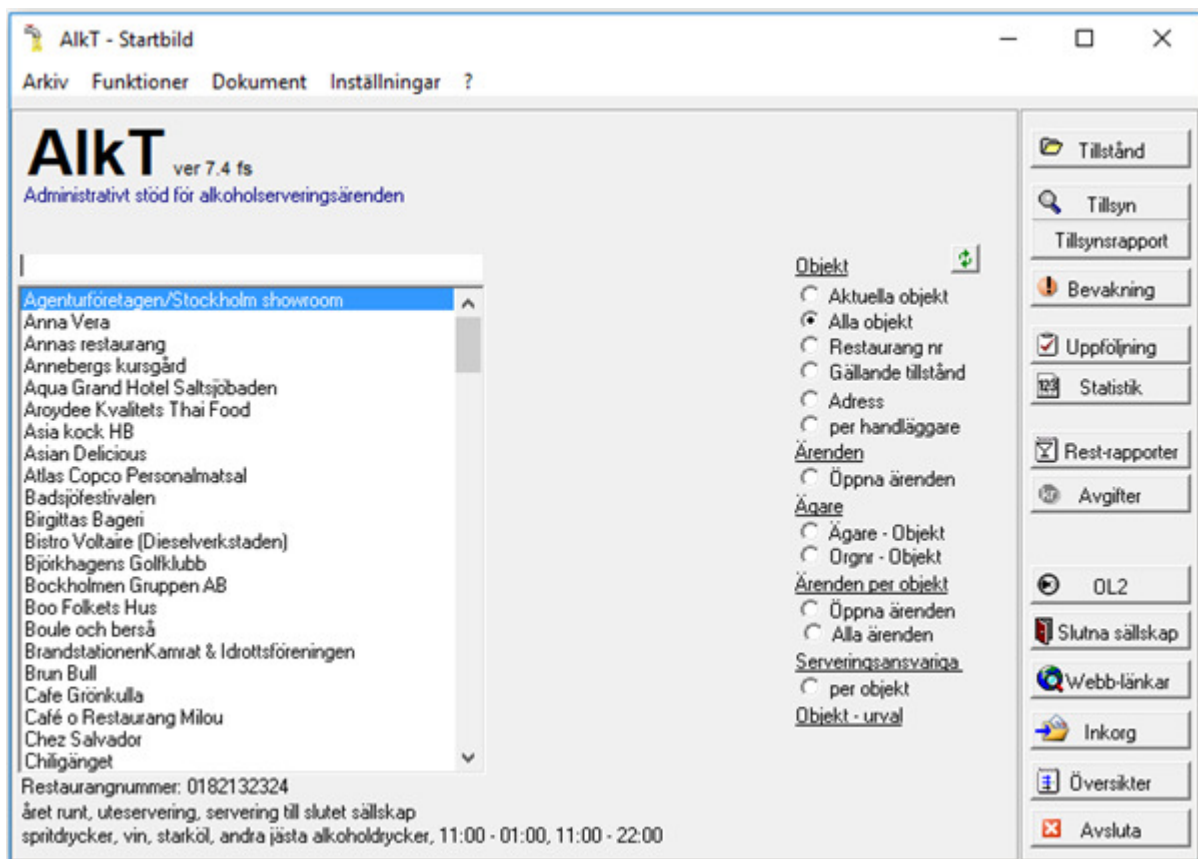 AlkT - Startbild
Arkiv Funktioner Dokument Inställningar ?
AlkT ver 7.4 fs
Administrativt stöd för alkoholserveringsärenden
Agenturföretagen/Stockholm showroom
Anna Vera
Annas restaurang
Annebergs kursgård
Aqua Grand Hotel Saltsjöbaden
Aroydee Kvalitets Thai Food
Asia kock HB
Asian Delicious
Atlas Copco Personalmatsal
Badsjöfestivalen
Birgittas Bageri
Bistro Voltaire (Dieselverkstaden)
Björkhagens Golfklubb
Bockholmen Gruppen AB
Boo Folkets Hus
Boule och berså
BrandstationenKamrat & Idrottsföreningen
Brun Bull
Cafe Grönkulla
Café o Restaurang Milou
Chez Salvador
Chiligänget
Restaurangnummer: 0182132324
året runt, uteservering, servering till slutet sällskap
spritdrycker, vin, starköl, andra jästa alkoholdrycker, 11:00 - 01:00, 11:00 - 22:00
Objekt
Aktuella objekt
Alla objekt
Restaurang nr
Gällande tillstånd
Adress
per handläggare
Ärenden
Öppna ärenden
Ägare
Ägare - Objekt
Orgnr - Objekt
Ärenden per objekt
Öppna ärenden
Alla ärenden
Serveringsansvariga
per objekt
Objekt - urval
Tillstånd
Tillsyn
Tillsynsrapport
Bevakning
Uppföljning
123 Statistik
Rest-rapporter
Avgifter
OL2
Slutna sällskap
Webb-länkar
Inkorg
Översikter
Avsluta